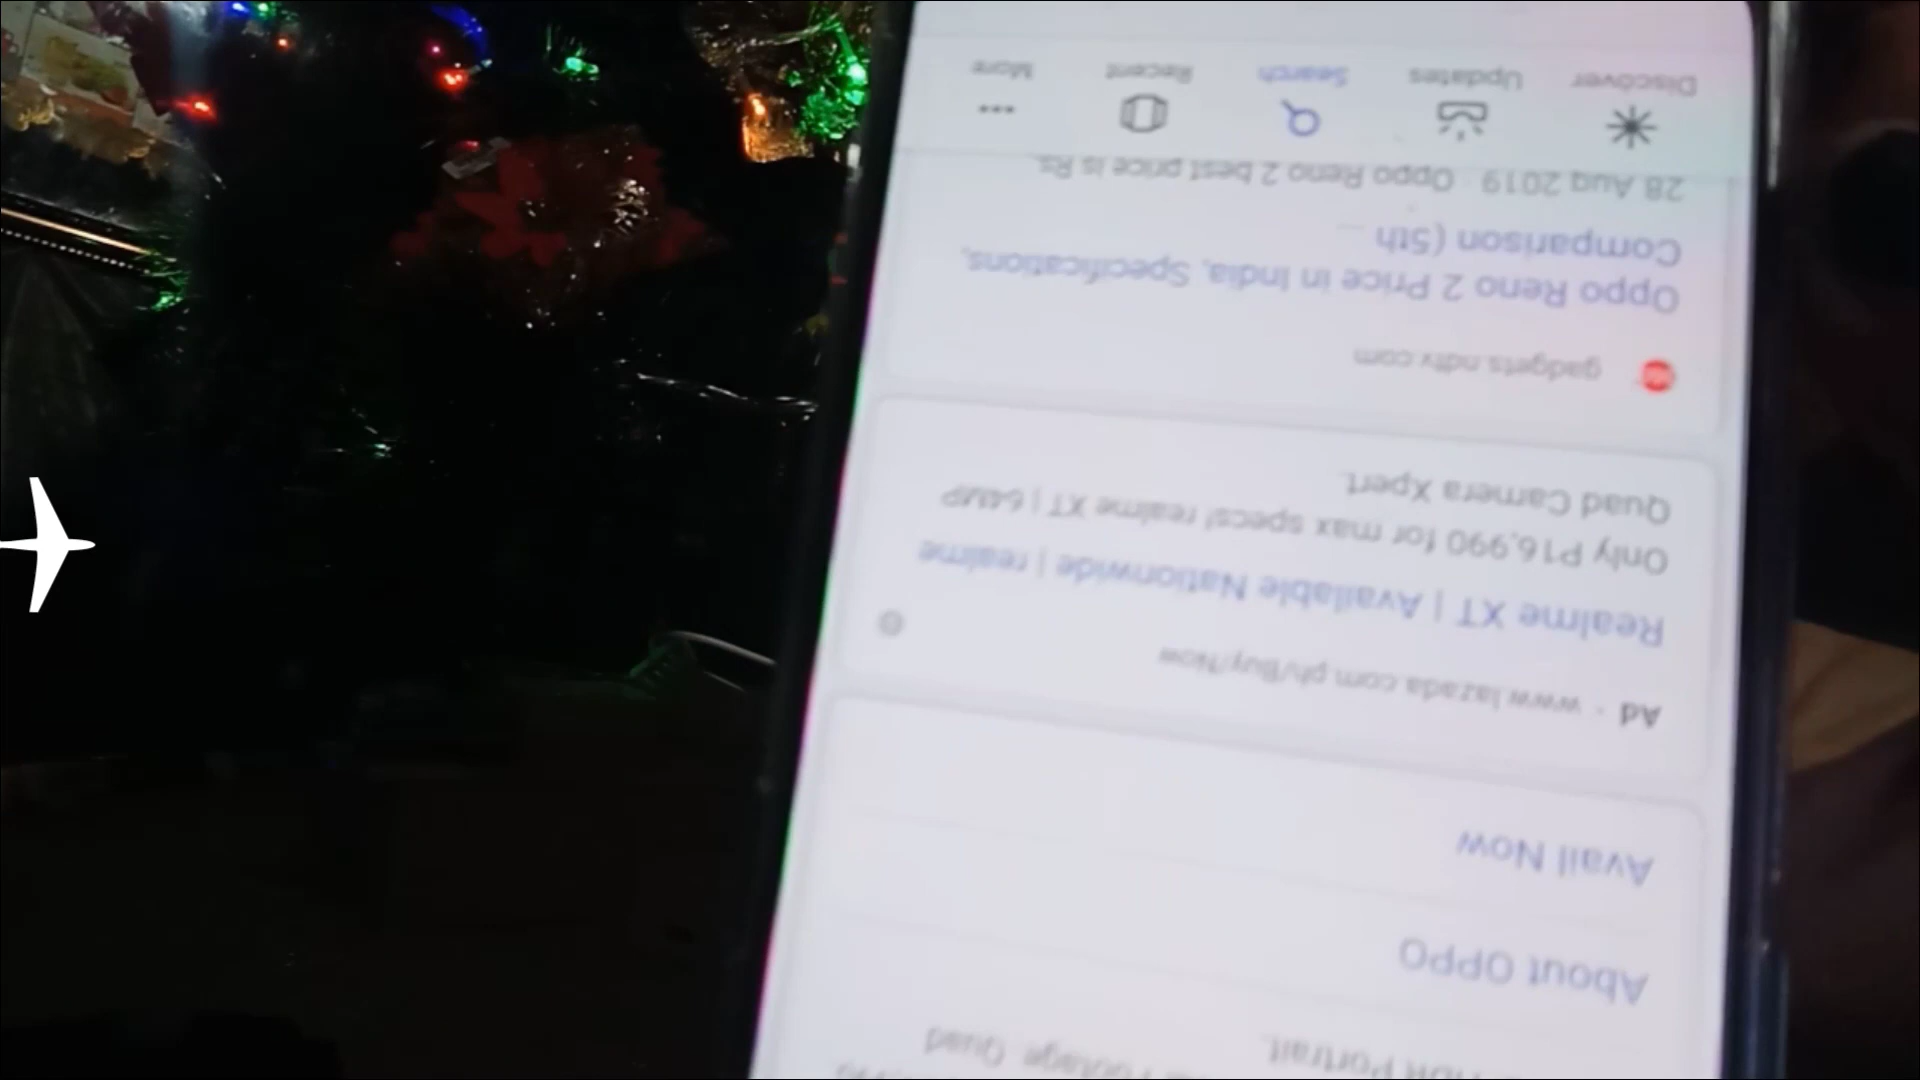 Quad
HDR Portrait.
About OPPO
Avail Now
Ad · www.lazada.com.ph/Buy/Now
Realme XT | Available Nationwide | realme
Only P16,990 for max specs! realme XT | 64MP
Quad Camera Xpert.
gadgets.ndtv.com
Oppo Reno 2 Price in India, Specifications,
Comparison (5th
28 Aug 2019 Oppo Reno 2 best price is Rs.
Discover
Updates
Search
Recent
More